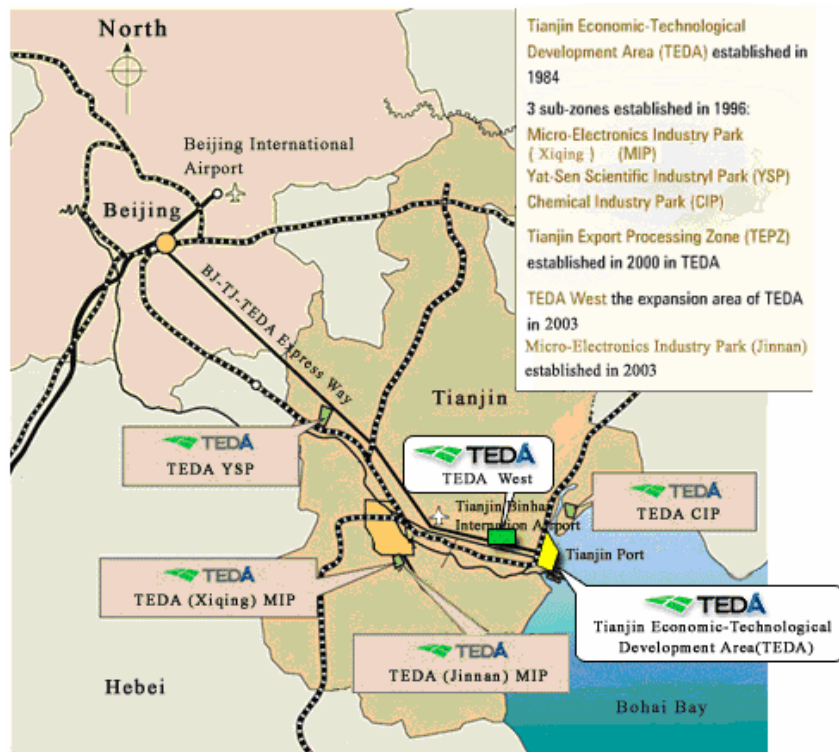 North
Tianjin Economic-Technological
Development Area (TEDA) established in
1984
3 sub-zones established in 1996:
Micro-Electronics Industry Park
( Xiqing ) (MIP)
Yat-Sen Scientific Industryl Park (YSP)
Chemical Industry Park (CIP)
Tianjin Export Processing Zone (TEPZ)
established in 2000 in TEDA
TEDA West the expansion area of TEDA
in 2003
Micro-Electronics Industry Park (Jinnan)
established in 2003
Beijing International
Airport
Beijing
BJ-TJ-TEDA Express Way
Tianjin
TEDA
TEDA YSP
TEDA
TEDA West
Tianjin Binhai
Internation Airport
TEDA
TEDA CIP
Tianjin Port
TEDA
TEDA (Xiqing) MIP
TEDA
Tianjin Economic-Technological
Development Area(TEDA)
TEDA
TEDA (Jinnan) MIP
Hebei
Bohai Bay